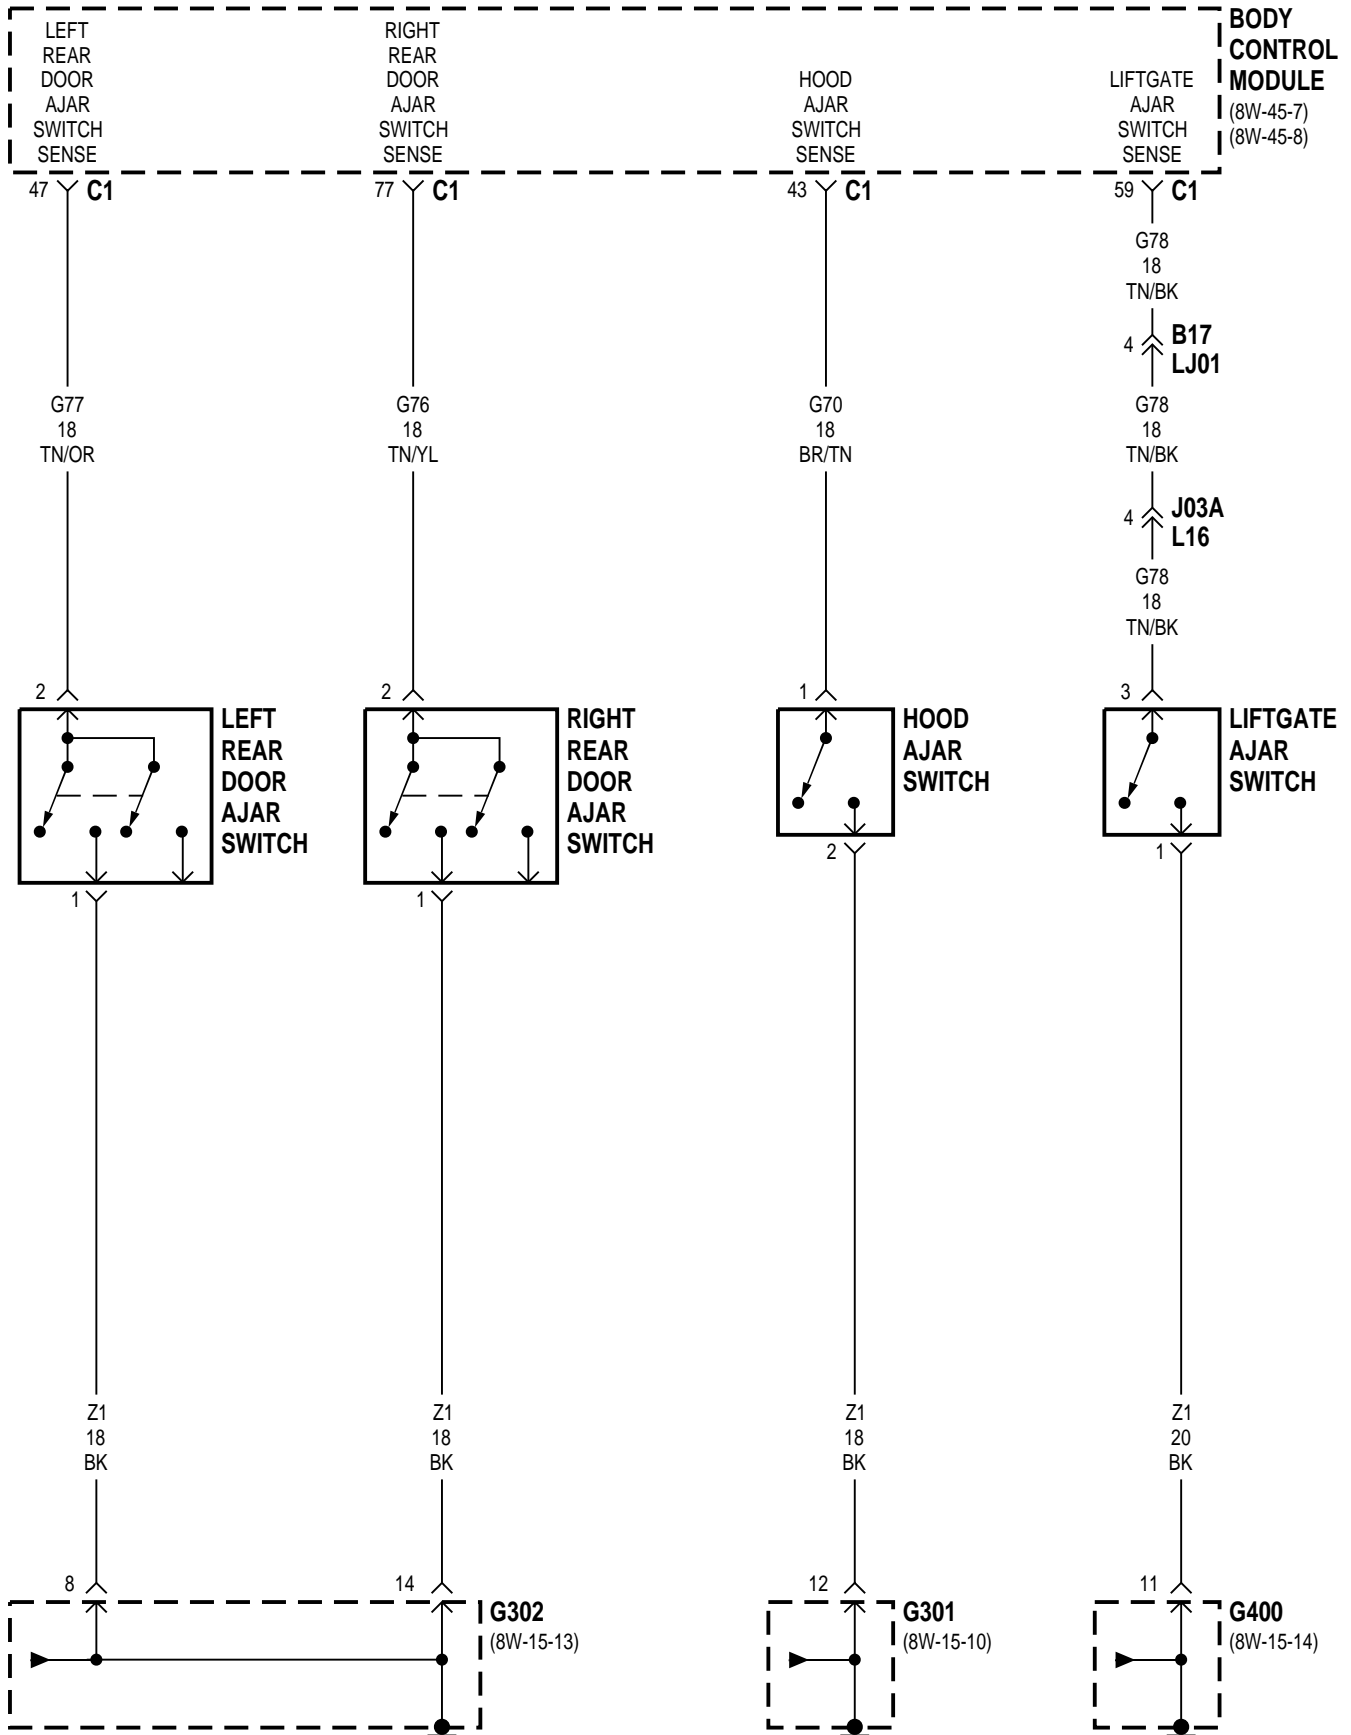 LEFT
REAR
DOOR
AJAR
SWITCH
SENSE
RIGHT
REAR
DOOR
AJAR
SWITCH
SENSE
HOOD
AJAR
SWITCH
SENSE
LIFTGATE
AJAR
SWITCH
SENSE
BODY
CONTROL
MODULE
(8W-45-7)
(8W-45-8)
47 C1
77 C1
43 C1
59 C1
G78
18
TN/BK
4 B17
LJ01
G77
18
TN/OR
G76
18
TN/YL
G70
18
BR/TN
G78
18
TN/BK
4 J03A
L16
G78
18
TN/BK
2
2
1
3
LEFT
REAR
DOOR
AJAR
SWITCH
RIGHT
REAR
DOOR
AJAR
SWITCH
HOOD
AJAR
SWITCH
LIFTGATE
AJAR
SWITCH
1
1
2
1
Z1
18
BK
Z1
18
BK
Z1
18
BK
Z1
20
BK
8
14
12
11
G302
(8W-15-13)
G301
(8W-15-10)
G400
(8W-15-14)